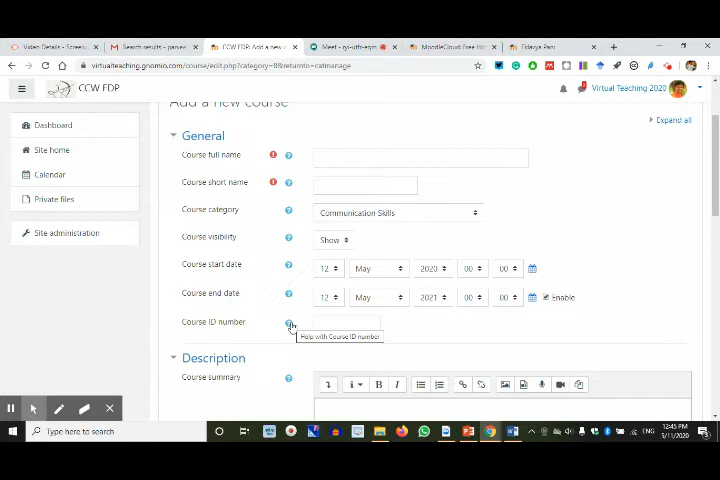 Video Details - Screenc
Search results - parvee
CCW FDP: Add a new c
Meet - ryi-uffr-eqm
MoodleCloud: Free Ho
Eklavya Parv
virtualteaching.gnomio.com/course/edit.php?category=8&returnto=catmanage
CCW FDP
Virtual Teaching 2020
Add a new course
Dashboard
Site home
Calendar
Private files
Site administration
Expand all
General
Course full name
Course short name
Course category
Communication Skills
Course visibility
Show
Course start date
12 May 2020 00 00
Course end date
12 May 2021 00 00 Enable
Course ID number
Help with Course ID number
Description
Course summary
Type here to search
ENG
12:45 PM
5/11/2020